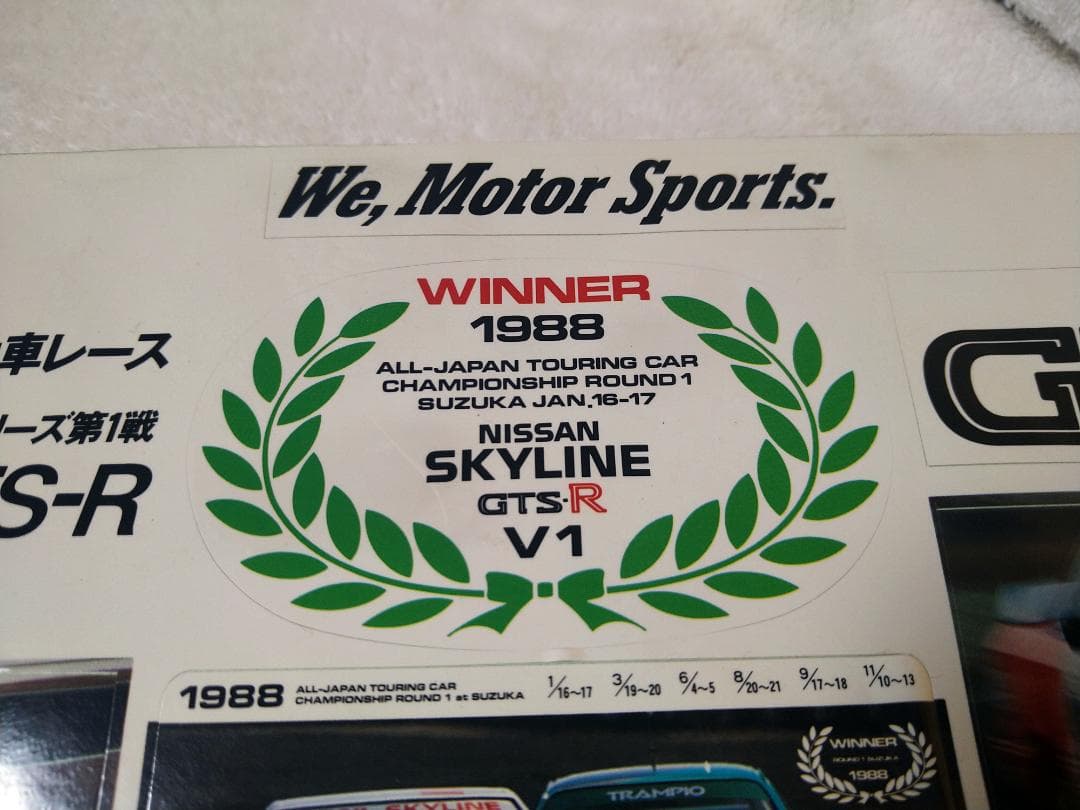 We, Motor Sports.
WINNER
1988
ALL-JAPAN TOURING CAR
CHAMPIONSHIP ROUND 1
SUZUKA JAN.16-17
NISSAN
SKYLINE
GTS-R
V1
車レース
ーズ第1戦
S-R
G
1988 ALL-JAPAN TOURING CAR
CHAMPIONSHIP ROUND 1 at SUZUKA
1/16~17 3/19~20 6/4~5 8/20~21 9/17~18 11/10~13
WINNER
ROUND 1 SUZUKA
1988
SKYLINE
TRAMPIO